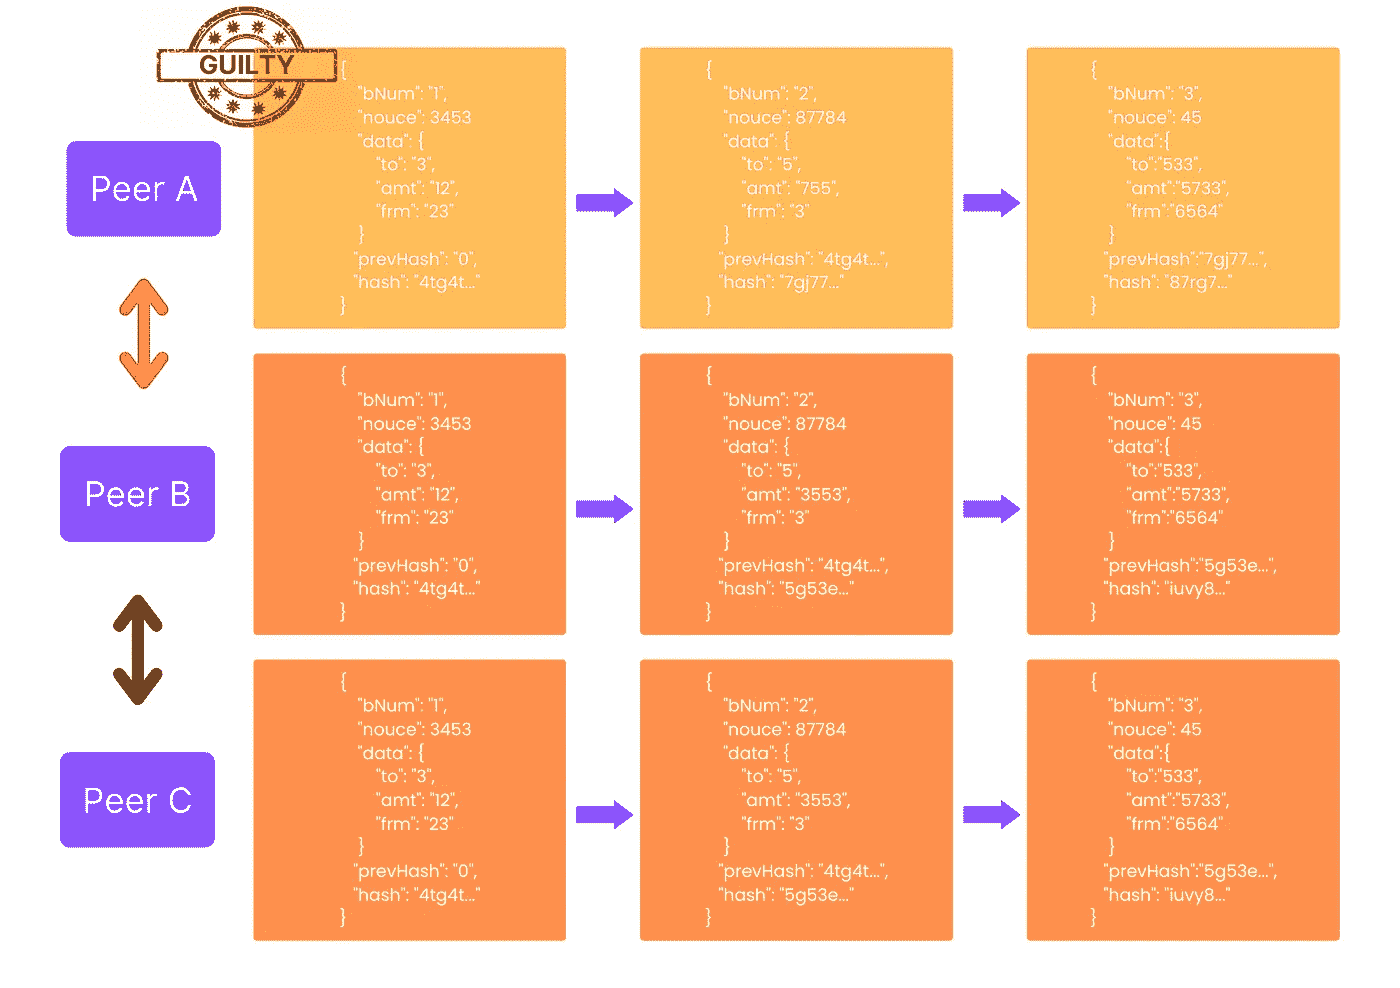 GUILTY
Peer A
{
"bNum": "1",
"nouce": 3453
"data": {
"to": "3",
"amt": "12",
"frm": "23"
}
"prevHash": "0",
"hash": "4tg4t..."
}
{
"bNum": "2",
"nouce": 87784
"data": {
"to": "5",
"amt": "755",
"frm": "3"
}
"prevHash": "4tg4t...",
"hash": "7gj77..."
}
{
"bNum": "3",
"nouce": 45
"data":{
"to":"533",
"amt":"5733",
"frm":"6564"
}
"prevHash":"7gj77...",
"hash": "87rg7..."
}
Peer B
{
"bNum": "1",
"nouce": 3453
"data": {
"to": "3",
"amt": "12",
"frm": "23"
}
"prevHash": "0",
"hash": "4tg4t..."
}
{
"bNum": "2",
"nouce": 87784
"data": {
"to": "5",
"amt": "3553",
"frm": "3"
}
"prevHash": "4tg4t...",
"hash": "5g53e..."
}
{
"bNum": "3",
"nouce": 45
"data":{
"to":"533",
"amt":"5733",
"frm":"6564"
}
"prevHash":"5g53e...",
"hash": "iuvy8..."
}
Peer C
{
"bNum": "1",
"nouce": 3453
"data": {
"to": "3",
"amt": "12",
"frm": "23"
}
"prevHash": "0",
"hash": "4tg4t..."
}
{
"bNum": "2",
"nouce": 87784
"data": {
"to": "5",
"amt": "3553",
"frm": "3"
}
"prevHash": "4tg4t...",
"hash": "5g53e..."
}
{
"bNum": "3",
"nouce": 45
"data":{
"to":"533",
"amt":"5733",
"frm":"6564"
}
"prevHash":"5g53e...",
"hash": "iuvy8..."
}